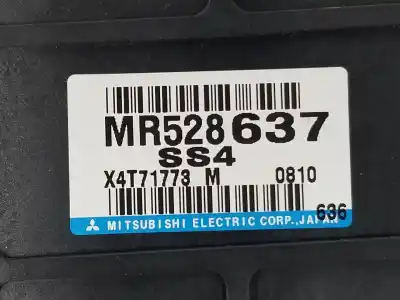 MR528637
SS4
X4T71773 M 0810
636
MITSUBISHI ELECTRIC CORP., JAPAN